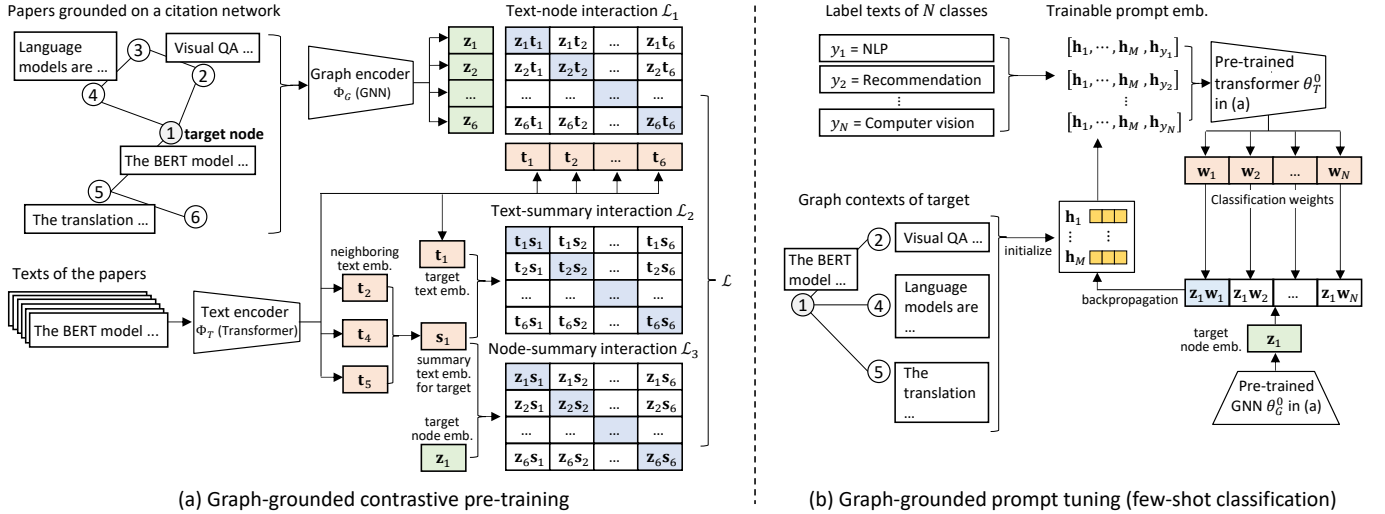 Papers grounded on a citation network
Language
models are ...
3
Visual QA ...
2
4
1 target node
The BERT model ...
5
6
The translation ...
Graph encoder
Φ_G (GNN)
z_1
z_2
...
z_6
Text-node interaction ℒ_1
z_1t_1 z_1t_2 ... z_1t_6
z_2t_1 z_2t_2 ... z_2t_6
... ... ... ...
z_6t_1 z_6t_2 ... z_6t_6
t_1 t_2 ... t_6
Texts of the papers
The BERT model ...
Text encoder
Φ_T (Transformer)
neighboring
text emb.
t_2
t_4
t_5
t_1
target
text emb.
s_1
summary
text emb.
for target
target
node emb.
z_1
Text-summary interaction ℒ_2
t_1s_1 t_1s_2 ... t_1s_6
t_2s_1 t_2s_2 ... t_2s_6
... ... ... ...
t_6s_1 t_6s_2 ... t_6s_6
Node-summary interaction ℒ_3
z_1s_1 z_1s_2 ... z_1s_6
z_2s_1 z_2s_2 ... z_2s_6
... ... ... ...
z_6s_1 z_6s_2 ... z_6s_6
ℒ
(a) Graph-grounded contrastive pre-training
Label texts of N classes
y_1 = NLP
y_2 = Recommendation
⋮
y_N = Computer vision
Trainable prompt emb.
[h_1, ⋯, h_M, h_{y_1}]
[h_1, ⋯, h_M, h_{y_2}]
⋮
[h_1, ⋯, h_M, h_{y_N}]
Pre-trained
transformer θ_T^0
in (a)
w_1 w_2 ... w_N
Classification weights
Graph contexts of target
2
Visual QA ...
The BERT
model ...
1
4
Language
models are
...
5
The
translation
...
initialize
h_1
⋮ ⋮
h_M
backpropagation
z_1w_1 z_1w_2 ... z_1w_N
target
node emb.
z_1
Pre-trained
GNN θ_G^0 in (a)
(b) Graph-grounded prompt tuning (few-shot classification)